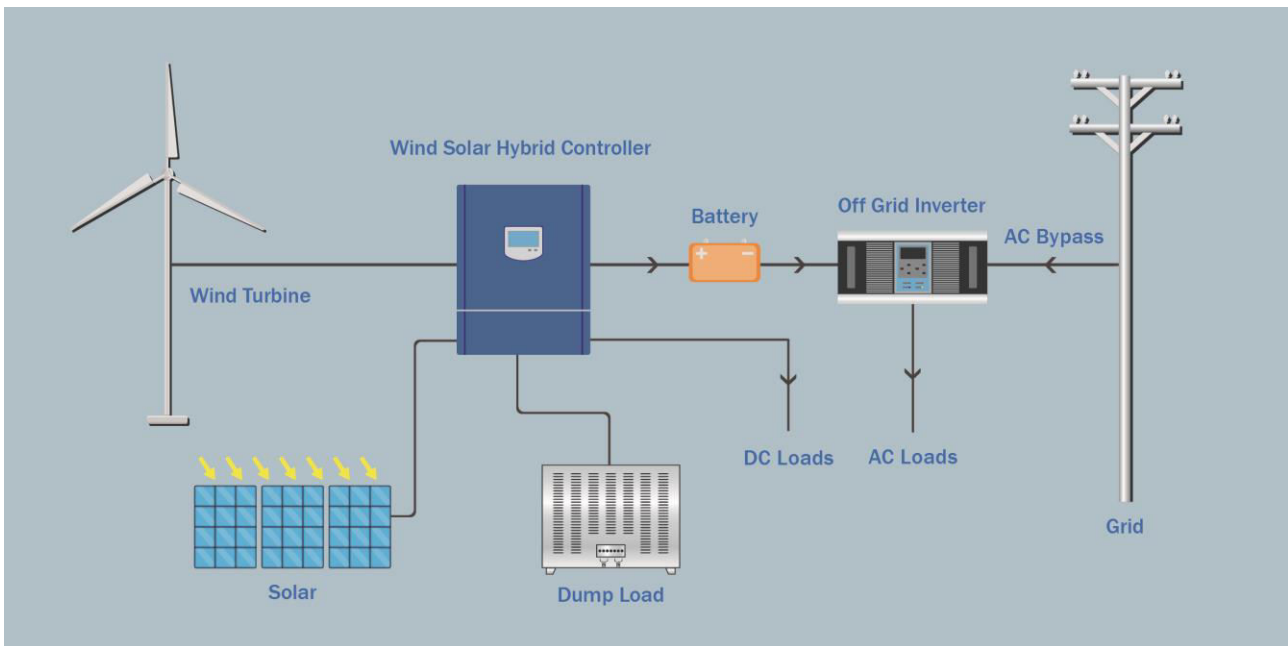 Wind Solar Hybrid Controller
Battery
Off Grid Inverter
AC Bypass
Wind Turbine
+ −
DC Loads
AC Loads
Grid
Solar
Dump Load